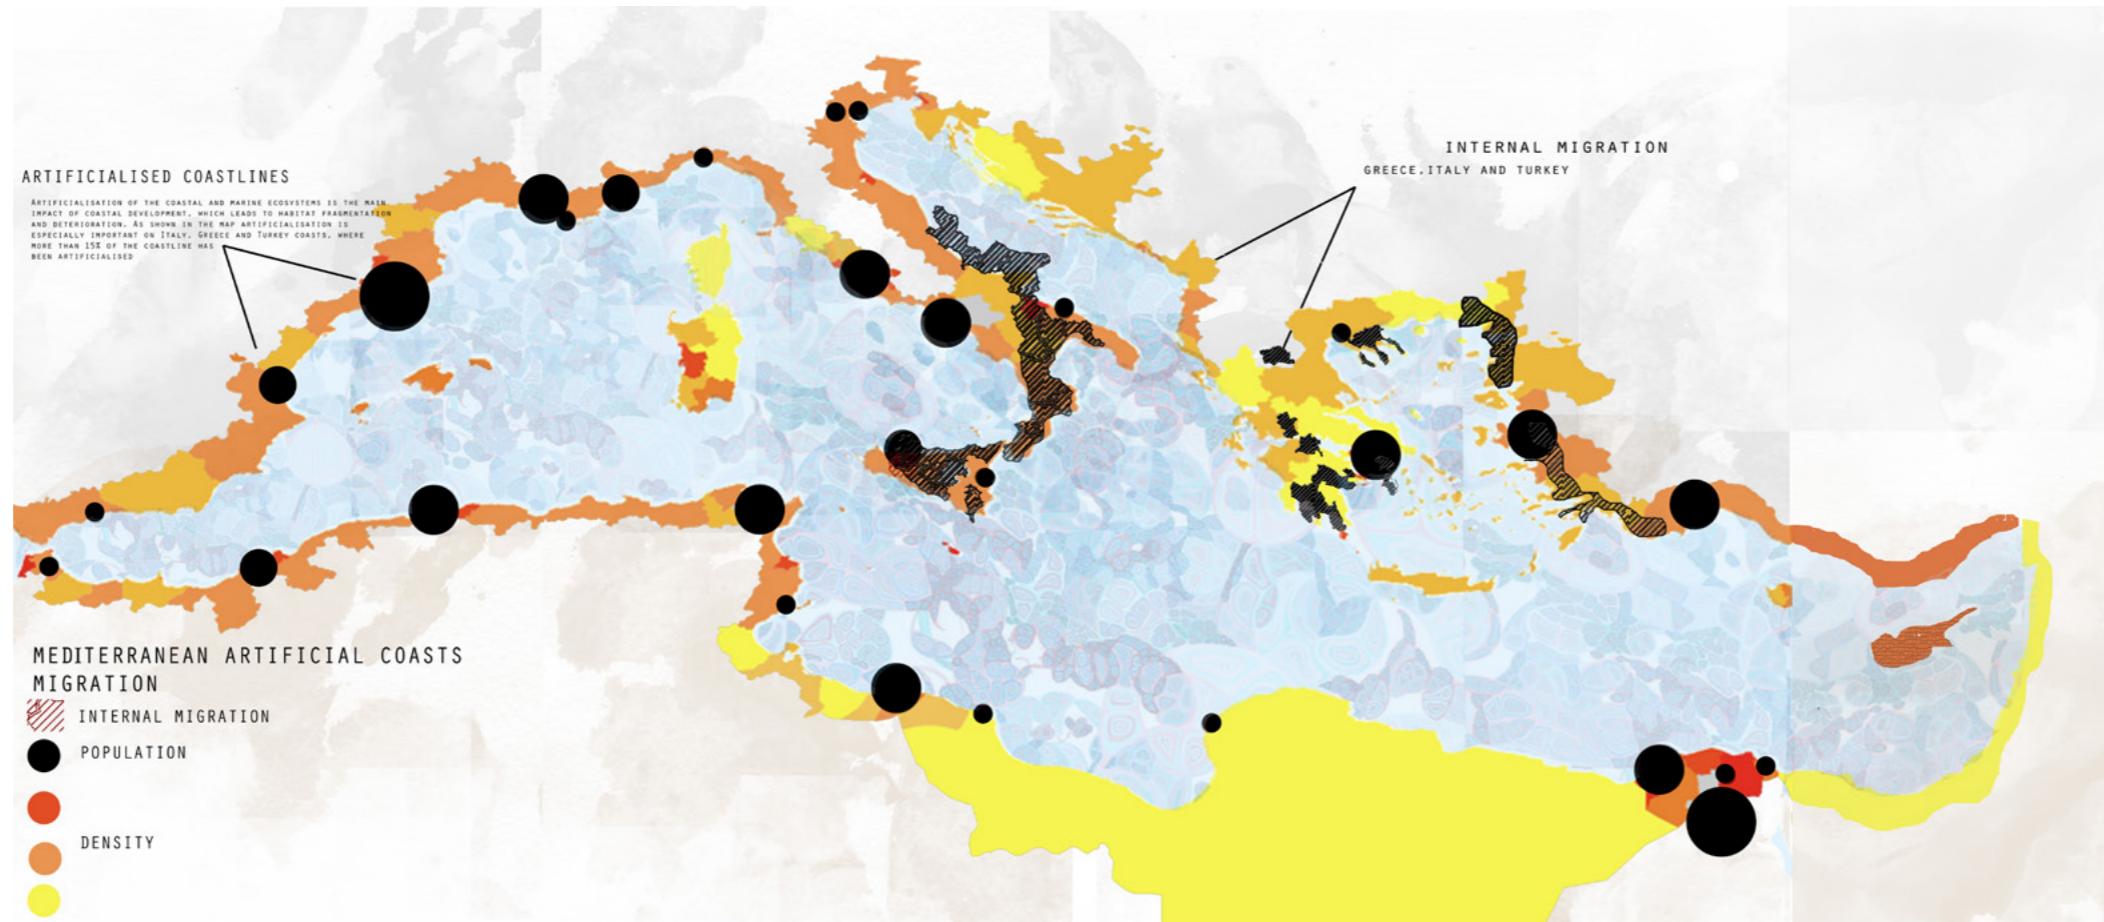 ARTIFICIALISED COASTLINES
ARTIFICIALISATION OF THE COASTAL AND MARINE ECOSYSTEMS IS THE MAIN
IMPACT OF COASTAL DEVELOPMENT, WHICH LEADS TO HABITAT FRAGMENTATION
AND DETERIORATION. AS SHOWN IN THE MAP ARTIFICIALISATION IS
ESPECIALLY IMPORTANT ON ITALY, GREECE AND TURKEY COASTS, WHERE
MORE THAN 15% OF THE COASTLINE HAS
BEEN ARTIFICIALISED
INTERNAL MIGRATION
GREECE,ITALY AND TURKEY
MEDITERRANEAN ARTIFICIAL COASTS
MIGRATION
INTERNAL MIGRATION
POPULATION
DENSITY